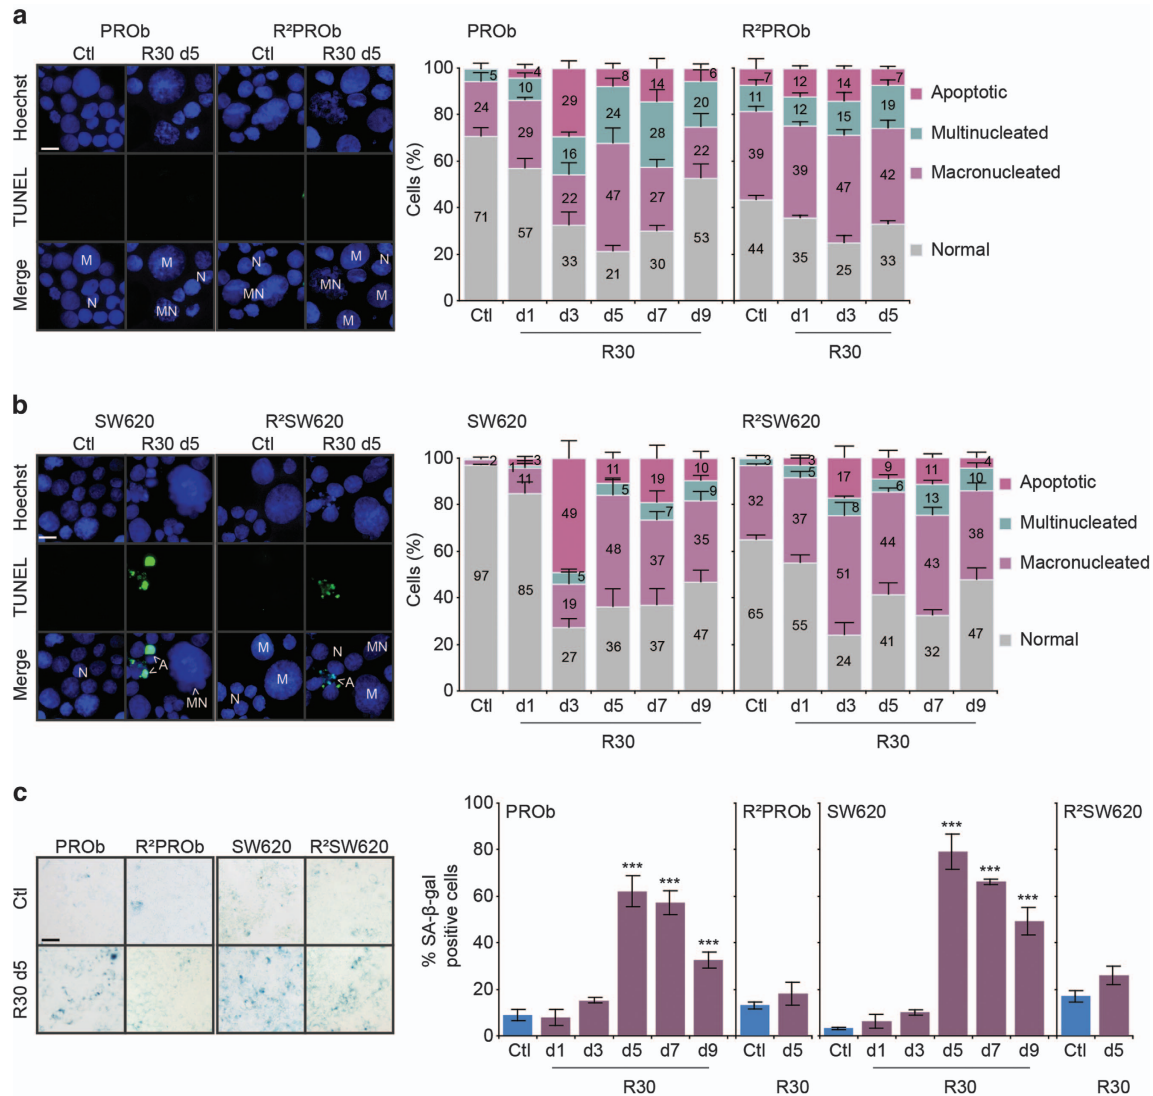 a
PROb R²PROb
Ctl R30 d5 Ctl R30 d5
Hoechst
TUNEL
Merge
M M N N M N
N MN MN MN M
M
PROb R²PROb
Cells (%)
100
80
60
40
20
0
5 4 29 8 14 6 7 12 14 7
24 10 16 24 28 20 11 12 15 19
71 29 22 47 27 22 39 39 47 42
57 33 21 30 53 44 35 25 33
Ctl d1 d3 d5 d7 d9 Ctl d1 d3 d5
R30 R30
Apoptotic
Multinucleated
Macronucleated
Normal
b
SW620 R²SW620
Ctl R30 d5 Ctl R30 d5
Hoechst
TUNEL
Merge
N A M N MN
MN N M A M
SW620 R²SW620
Cells (%)
100
80
60
40
20
0
2 3 49 11 19 10 3 3 17 9 11 4
1 5 5 7 9 5 8 6 13 10
11 19 48 37 35 32 37 51 44 43 38
97 85 27 36 37 47 65 55 24 41 32 47
Ctl d1 d3 d5 d7 d9 Ctl d1 d3 d5 d7 d9
R30 R30
Apoptotic
Multinucleated
Macronucleated
Normal
c
PROb R²PROb SW620 R²SW620
Ctl
R30 d5
% SA-β-gal
positive cells
100
80
60
40
20
0
PROb R²PROb SW620 R²SW620
*** *** *** *** *** ***
Ctl d1 d3 d5 d7 d9 Ctl d5 Ctl d1 d3 d5 d7 d9 Ctl d5
R30 R30 R30 R30